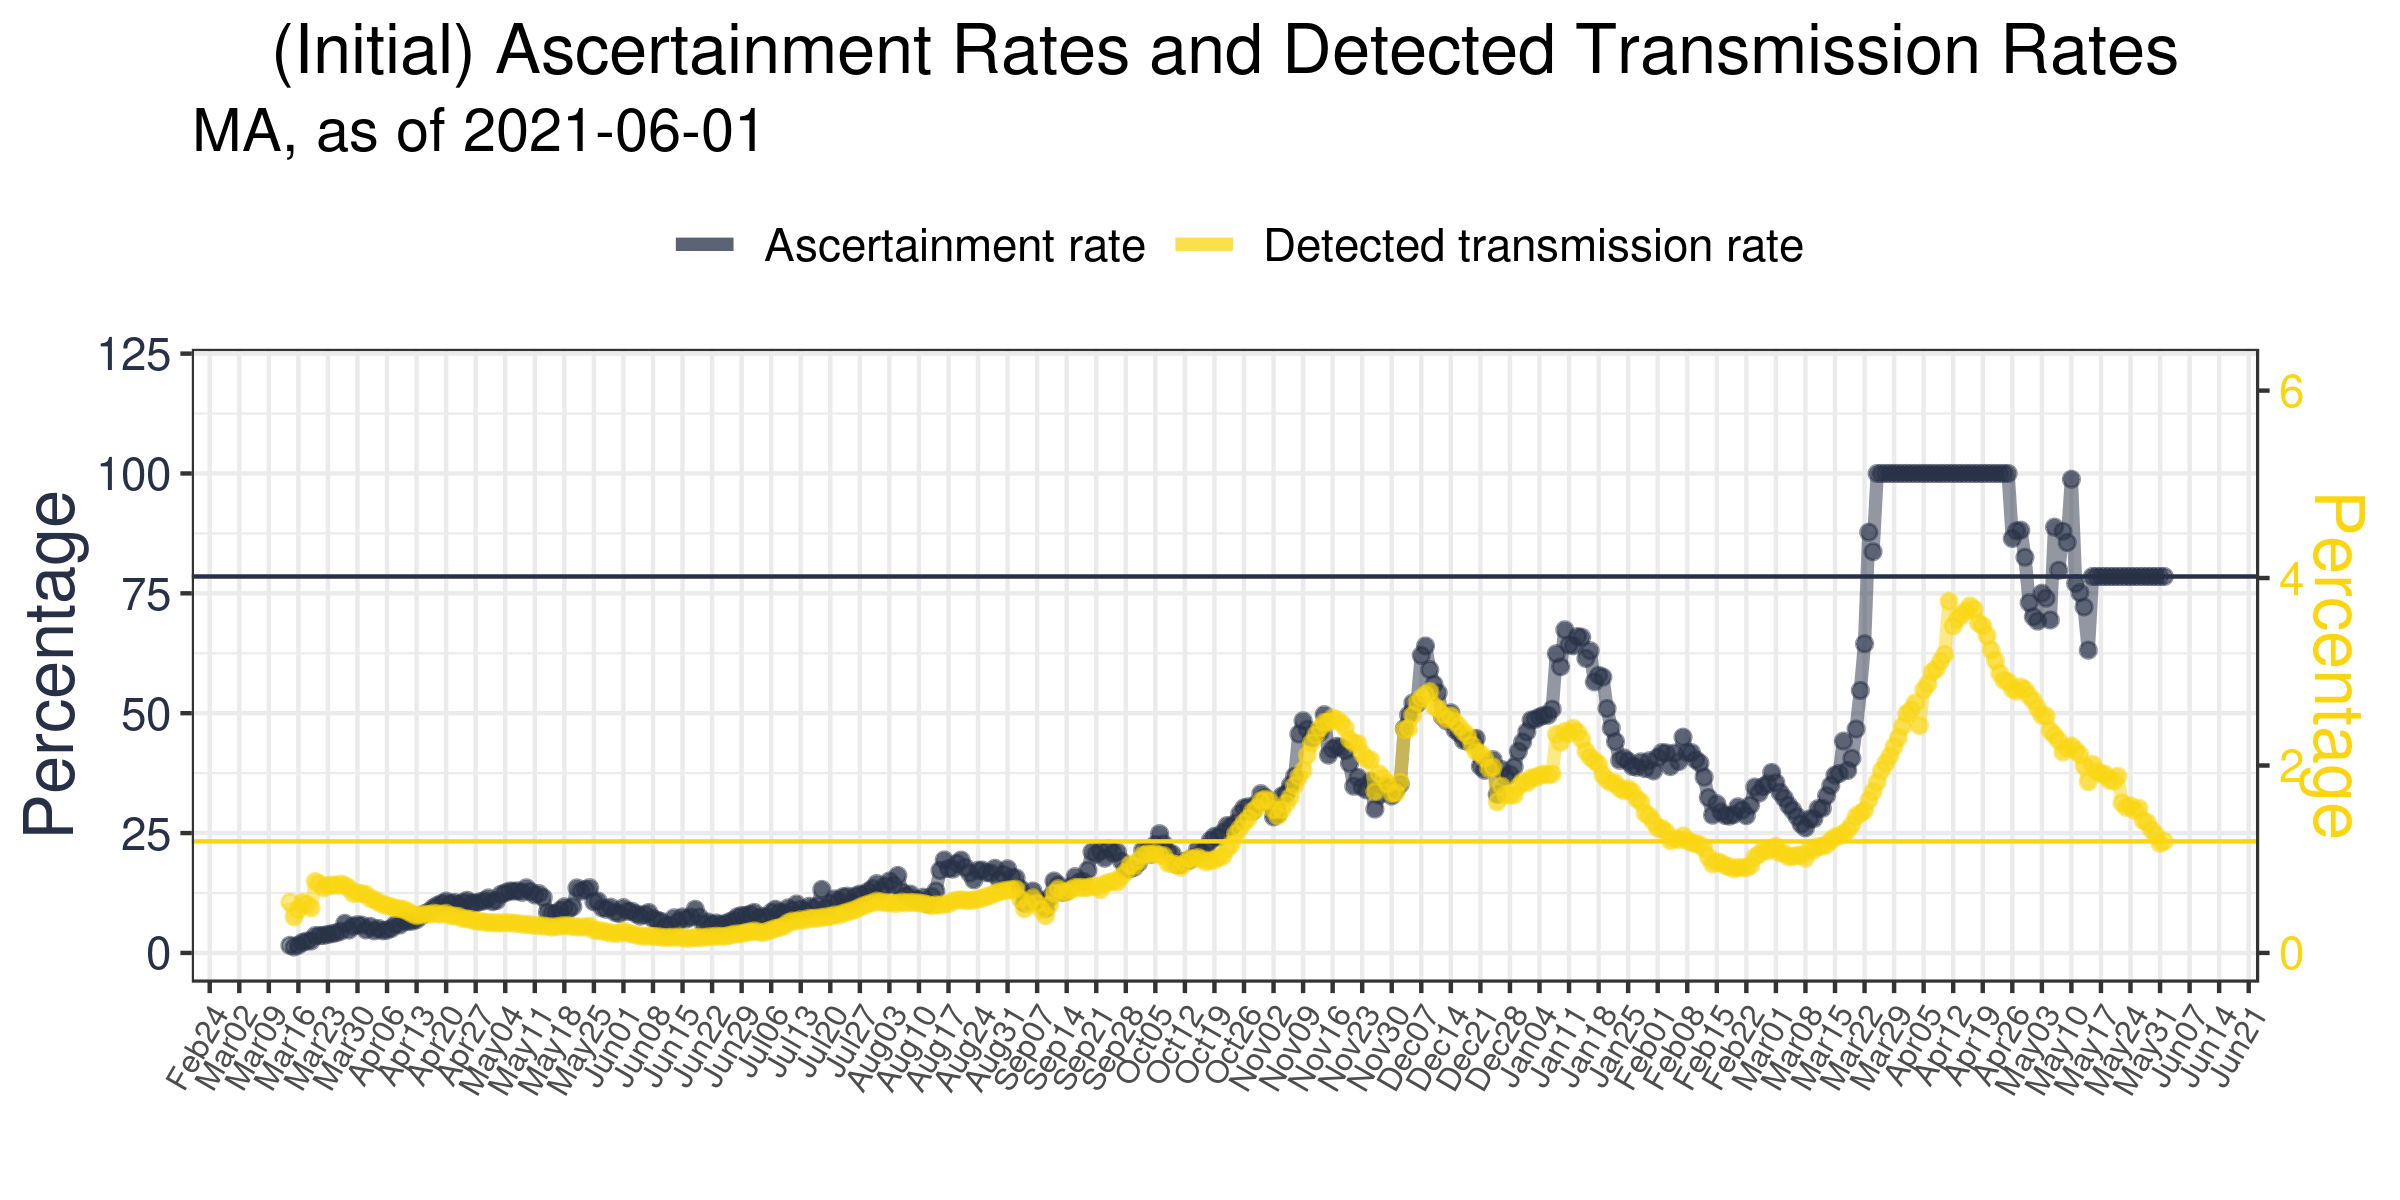 (Initial) Ascertainment Rates and Detected Transmission Rates
MA, as of 2021-06-01
Ascertainment rate
Detected transmission rate
125
100
75
50
25
0
Percentage
6
4
2
0
Percentage
Feb24
Mar02
Mar09
Mar16
Mar23
Mar30
Apr06
Apr13
Apr20
Apr27
May04
May11
May18
May25
Jun01
Jun08
Jun15
Jun22
Jun29
Jul06
Jul13
Jul20
Jul27
Aug03
Aug10
Aug17
Aug24
Aug31
Sep07
Sep14
Sep21
Sep28
Oct05
Oct12
Oct19
Oct26
Nov02
Nov09
Nov16
Nov23
Nov30
Dec07
Dec14
Dec21
Dec28
Jan04
Jan11
Jan18
Jan25
Feb01
Feb08
Feb15
Feb22
Mar01
Mar08
Mar15
Mar22
Mar29
Apr05
Apr12
Apr19
Apr26
May03
May10
May17
May24
May31
Jun07
Jun14
Jun21